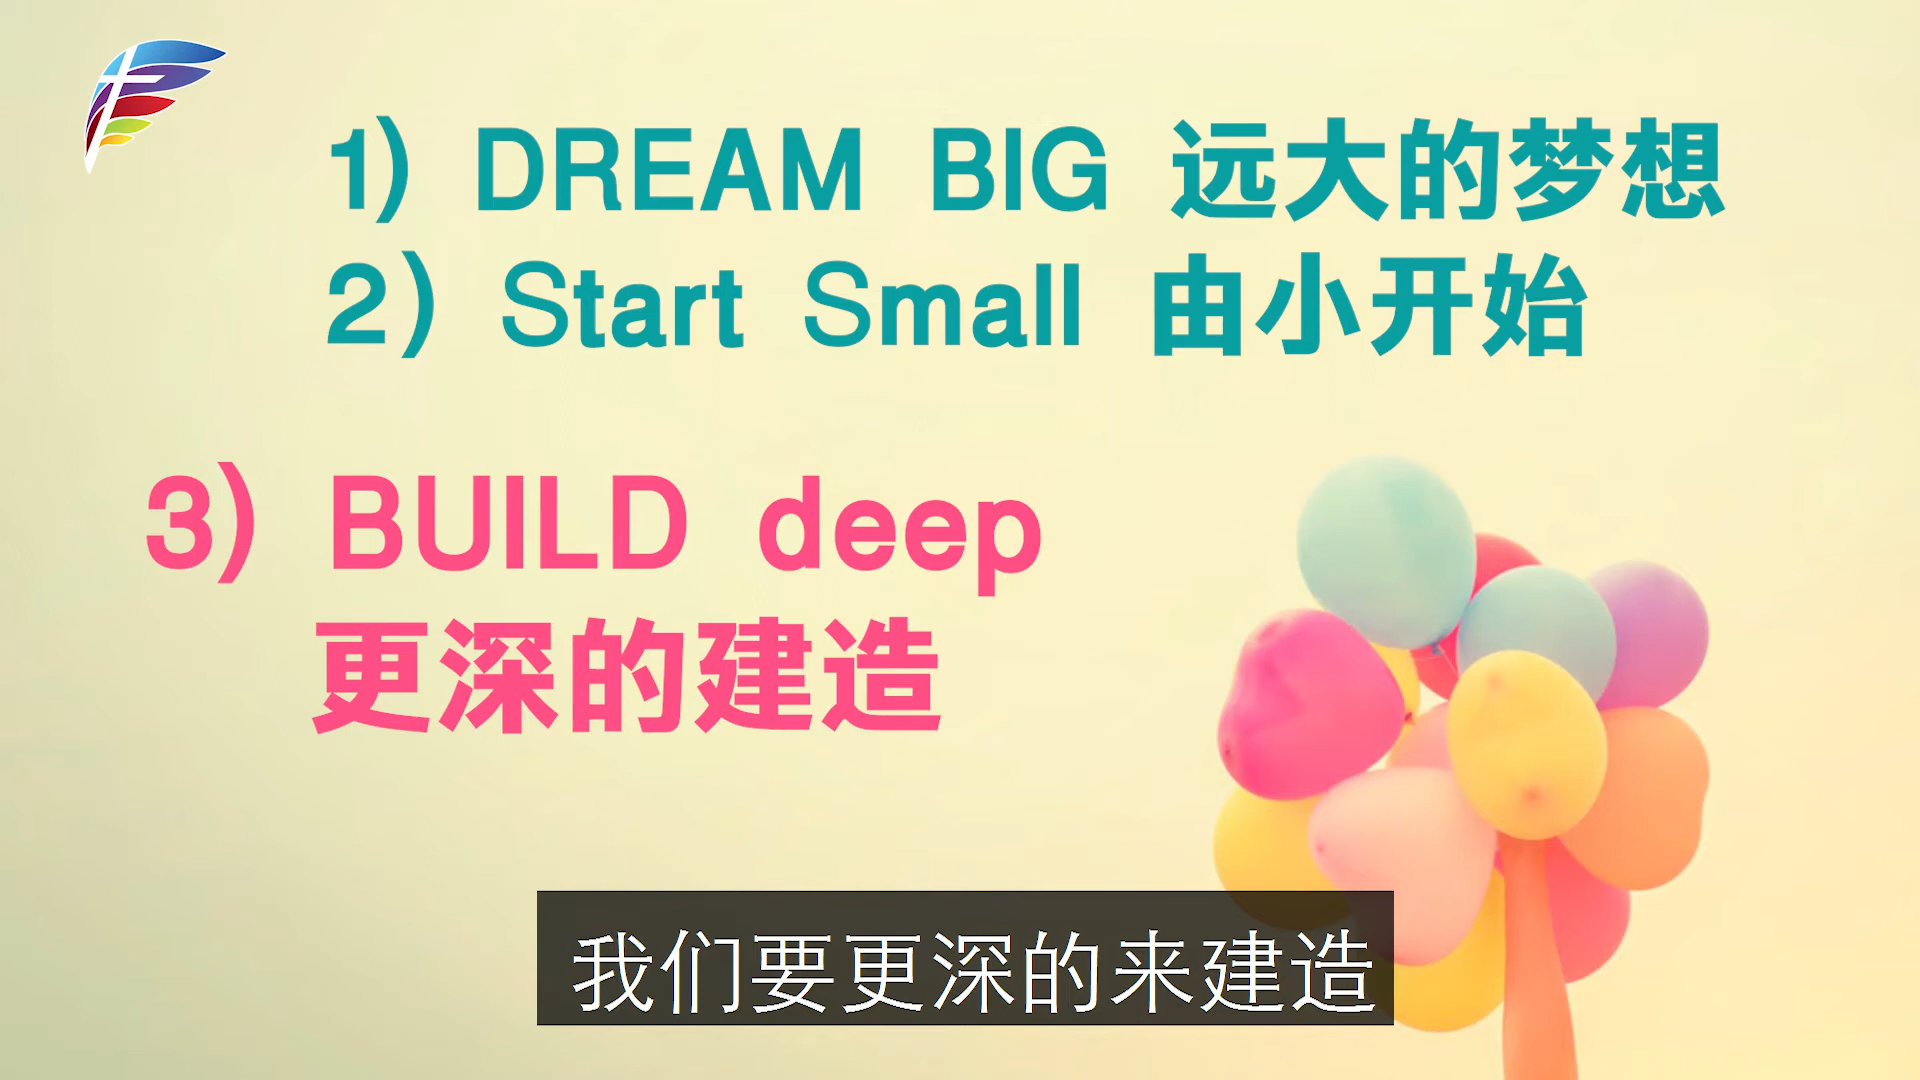 1) DREAM BIG 远大的梦想
2) Start Small 由小开始
3) BUILD deep
更深的建造
我们要更深的来建造